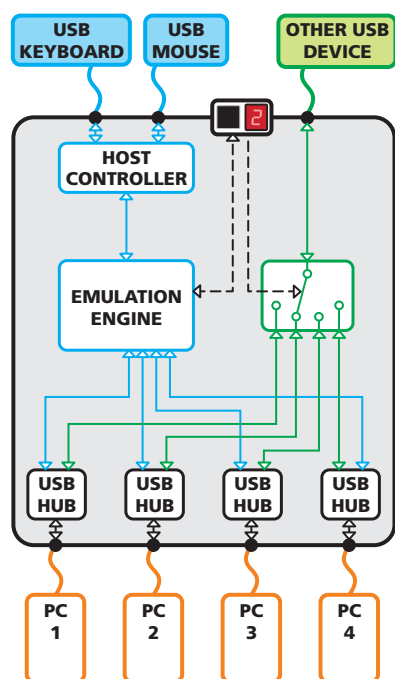 USB
KEYBOARD
USB
MOUSE
OTHER USB
DEVICE
2
HOST
CONTROLLER
EMULATION
ENGINE
USB
HUB
USB
HUB
USB
HUB
USB
HUB
PC
1
PC
2
PC
3
PC
4